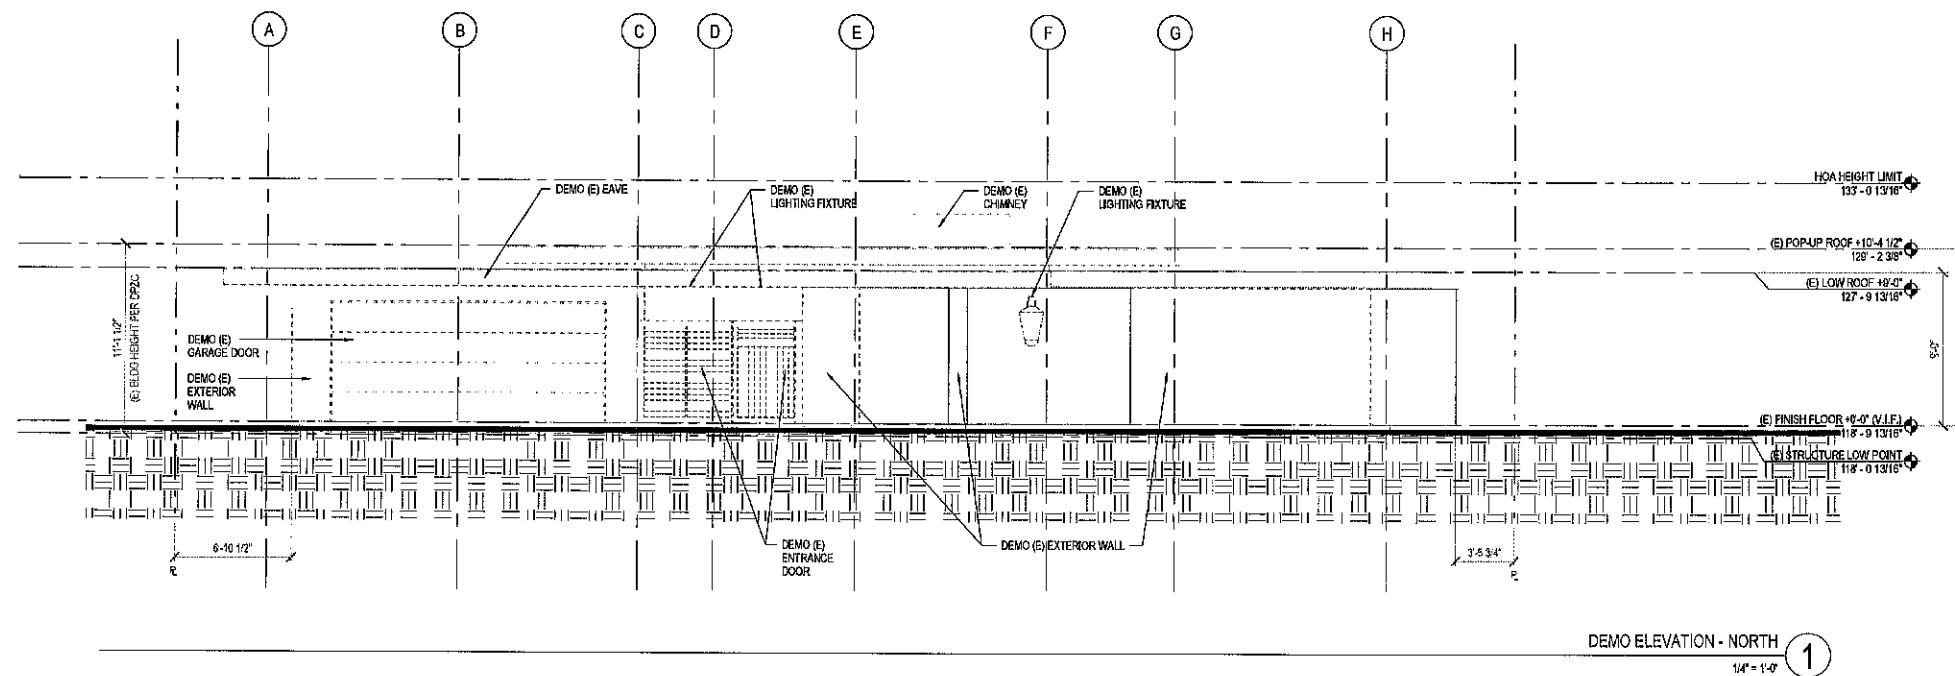 A
B
C
D
E
F
G
H
HOA HEIGHT LIMIT
133' - 0 13/16"
DEMO (E) EAVE
DEMO (E)
LIGHTING FIXTURE
DEMO (E)
CHIMNEY
DEMO (E)
LIGHTING FIXTURE
(E) POP-UP ROOF +10'-4 1/2"
129' - 2 3/8"
(E) LOW ROOF +9'-0"
127' - 9 13/16"
11'-1 1/2"
(E) BLDG HEIGHT PER DPZC
DEMO (E)
GARAGE DOOR
DEMO (E)
EXTERIOR
WALL
9'-0"
(E) FINISH FLOOR +0'-0" (V.I.F.)
118' - 9 13/16"
(E) STRUCTURE LOW POINT
118' - 0 13/16"
6'-10 1/2"
DEMO (E)
ENTRANCE
DOOR
DEMO (E) EXTERIOR WALL
3'-5 3/4"
DEMO ELEVATION - NORTH
1
1/4" = 1'-0"